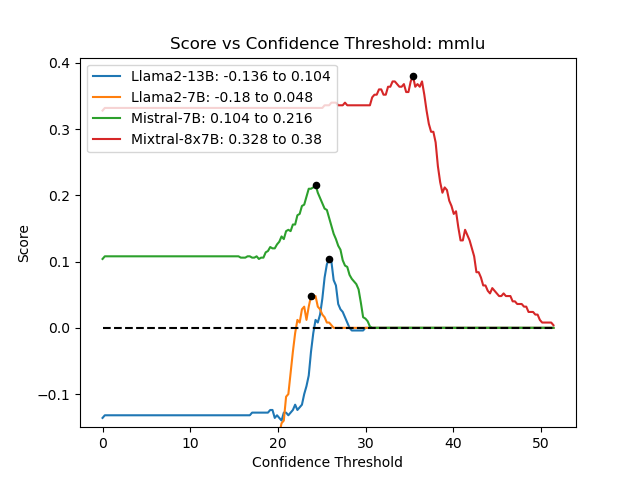 Score vs Confidence Threshold: mmlu
Llama2-13B: -0.136 to 0.104
Llama2-7B: -0.18 to 0.048
Mistral-7B: 0.104 to 0.216
Mixtral-8x7B: 0.328 to 0.38
0.4
0.3
0.2
0.1
0.0
−0.1
Score
0 10 20 30 40 50
Confidence Threshold